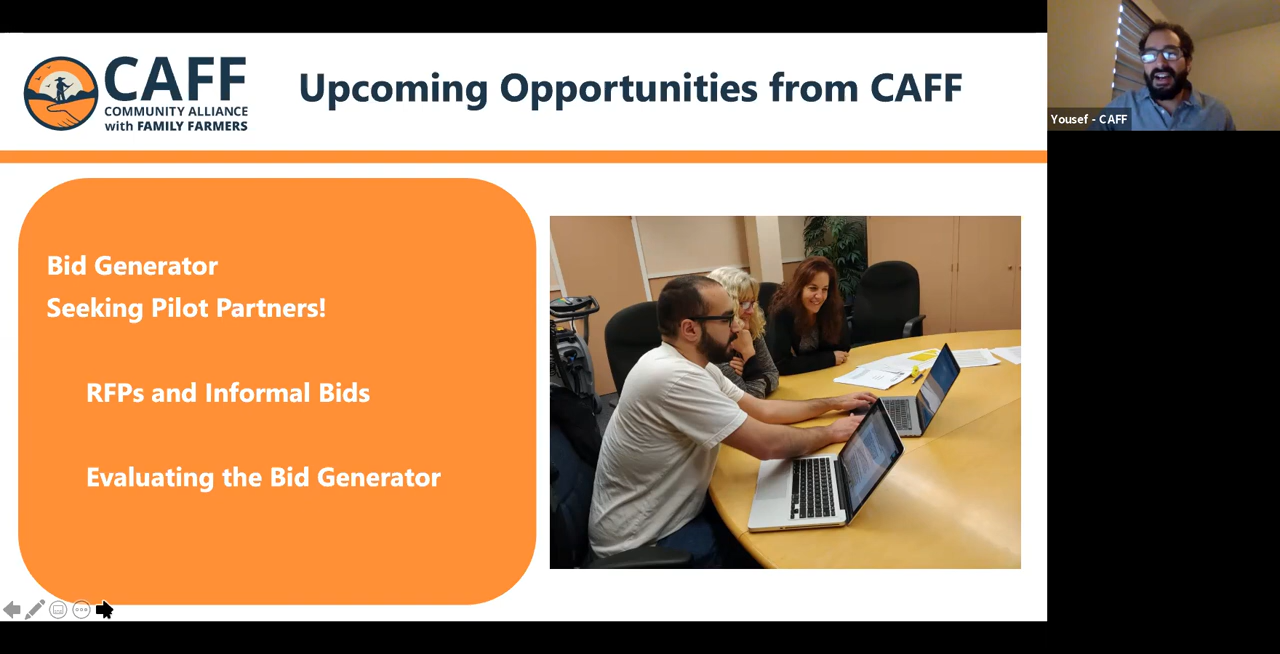 CAFF
COMMUNITY ALLIANCE
with FAMILY FARMERS
Upcoming Opportunities from CAFF
Yousef - CAFF
Bid Generator
Seeking Pilot Partners!
RFPs and Informal Bids
Evaluating the Bid Generator